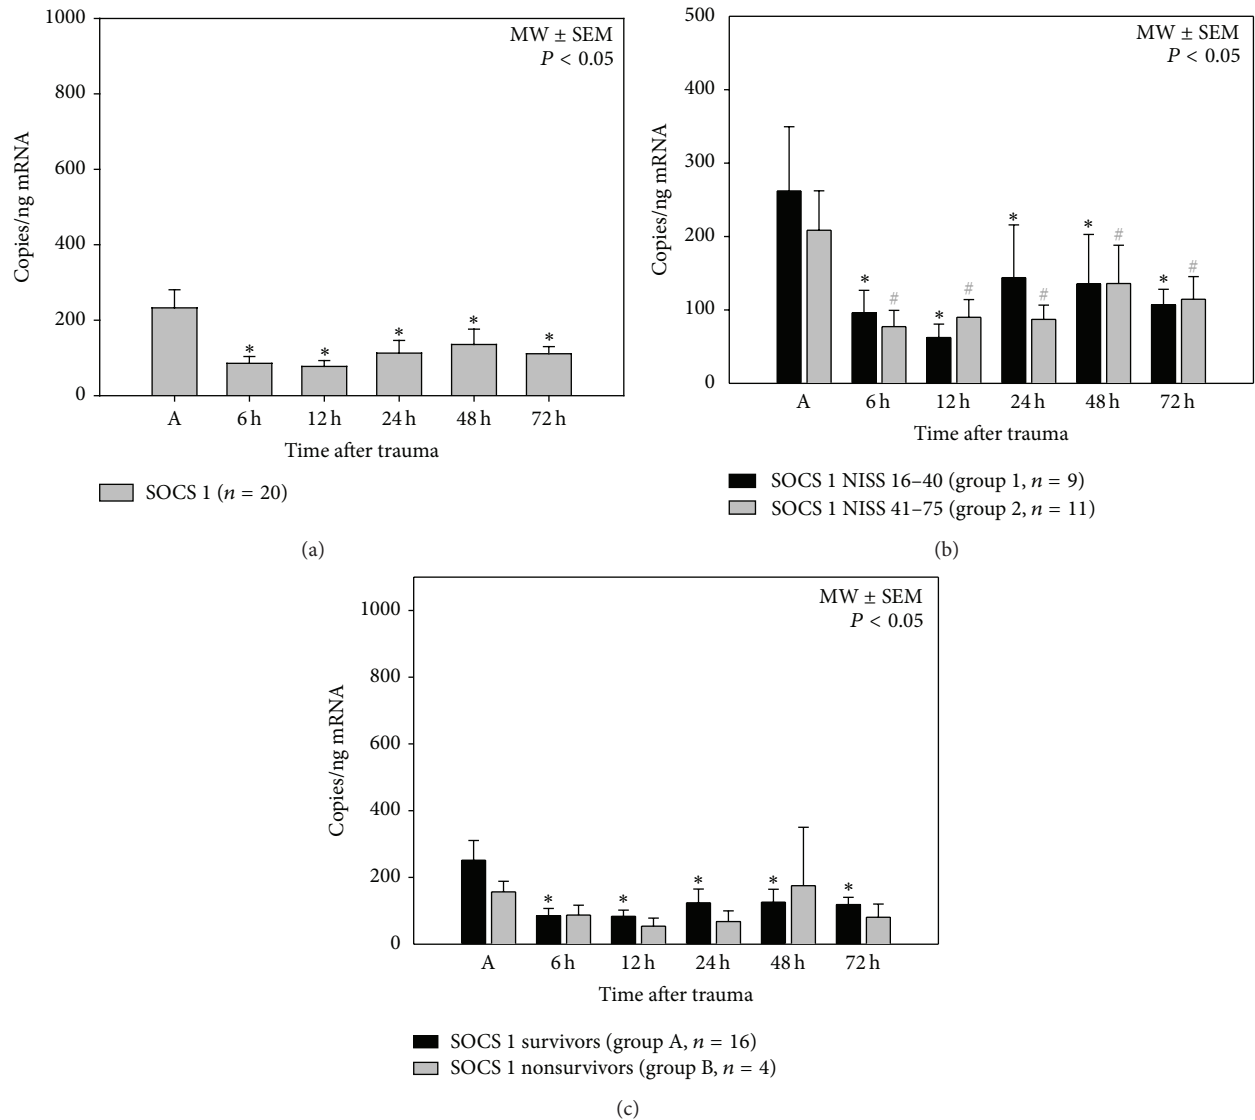 1000
800
600
400
200
0
Copies/ng mRNA
MW ± SEM
P < 0.05
* * * * *
A 6 h 12 h 24 h 48 h 72 h
Time after trauma
SOCS 1 (n = 20)
(a)
500
400
300
200
100
0
Copies/ng mRNA
MW ± SEM
P < 0.05
* # * # * # * # * #
A 6 h 12 h 24 h 48 h 72 h
Time after trauma
SOCS 1 NISS 16–40 (group 1, n = 9)
SOCS 1 NISS 41–75 (group 2, n = 11)
(b)
1000
800
600
400
200
0
Copies/ng mRNA
MW ± SEM
P < 0.05
* * * * *
A 6 h 12 h 24 h 48 h 72 h
Time after trauma
SOCS 1 survivors (group A, n = 16)
SOCS 1 nonsurvivors (group B, n = 4)
(c)